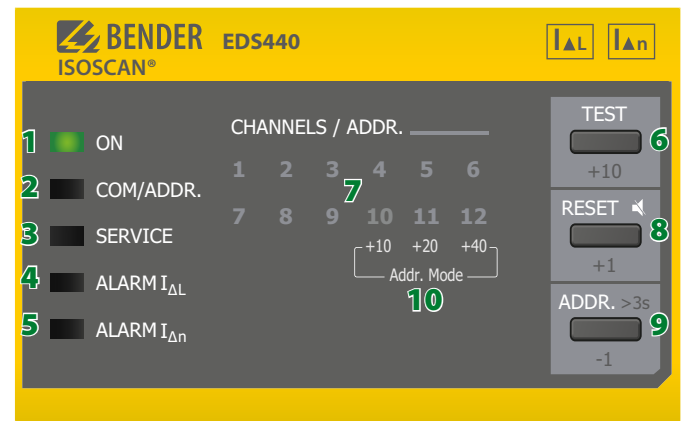 BENDER EDS440
ISOSCAN®
I▲L I▲n
1 ON
2 COM/ADDR.
3 SERVICE
4 ALARM IΔL
5 ALARM IΔn
CHANNELS / ADDR.
1 2 3 4 5 6
7
7 8 9 10 11 12
+10 +20 +40
Addr. Mode
10
TEST
6
+10
RESET
8
+1
ADDR. >3s
9
-1